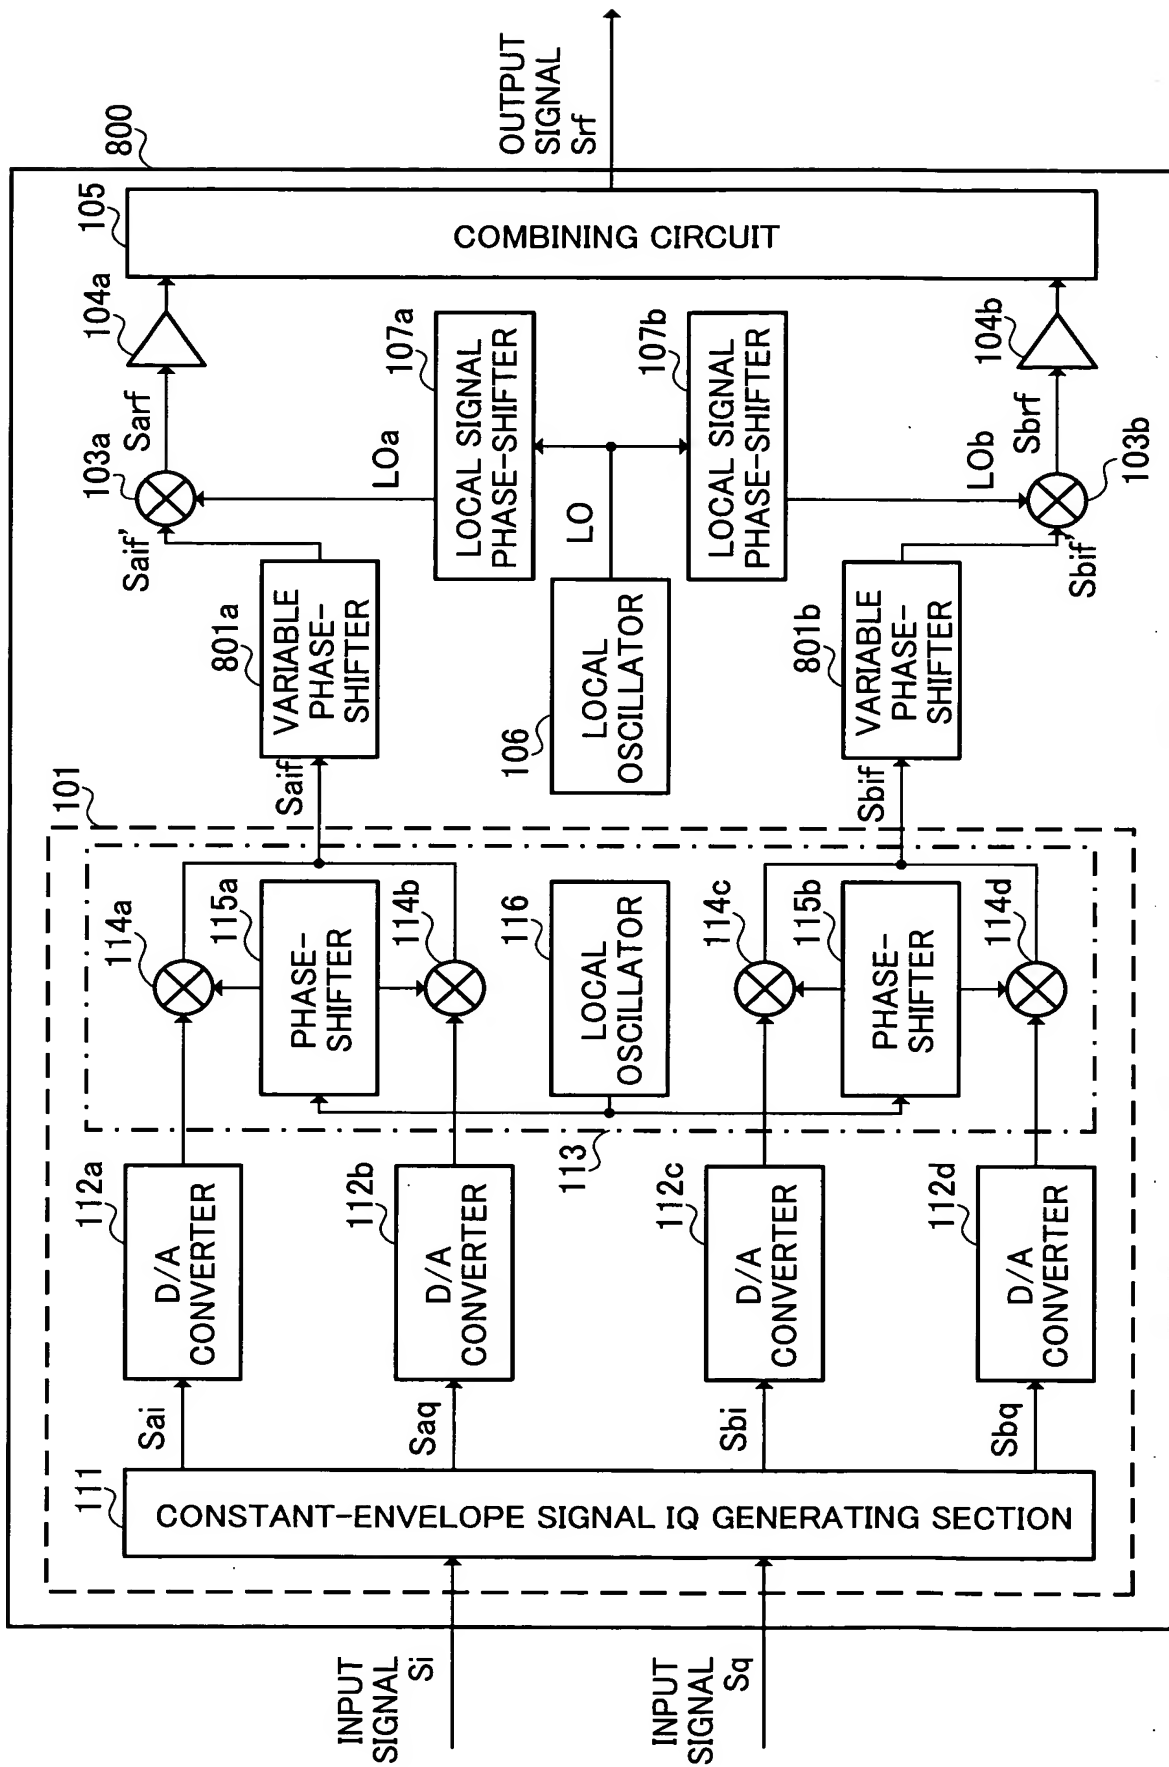 800
101
111
CONSTANT-ENVELOPE SIGNAL IQ GENERATING SECTION
INPUT
SIGNAL
Si
INPUT
SIGNAL
Sq
Sai
Saq
Sbi
Sbq
112a
D/A
CONVERTER
112b
D/A
CONVERTER
112c
D/A
CONVERTER
112d
D/A
CONVERTER
113
114a
115a
PHASE-
SHIFTER
114b
116
LOCAL
OSCILLATOR
114c
115b
PHASE-
SHIFTER
114d
Saif
801a
VARIABLE
PHASE-
SHIFTER
Saif'
106
LOCAL
OSCILLATOR
LO
Sbif
801b
VARIABLE
PHASE-
SHIFTER
Sbif'
103a
Sarf
LOa
107a
LOCAL SIGNAL
PHASE-SHIFTER
107b
LOCAL SIGNAL
PHASE-SHIFTER
LOb
Sbrf
103b
104a
104b
105
COMBINING CIRCUIT
OUTPUT
SIGNAL
Srf